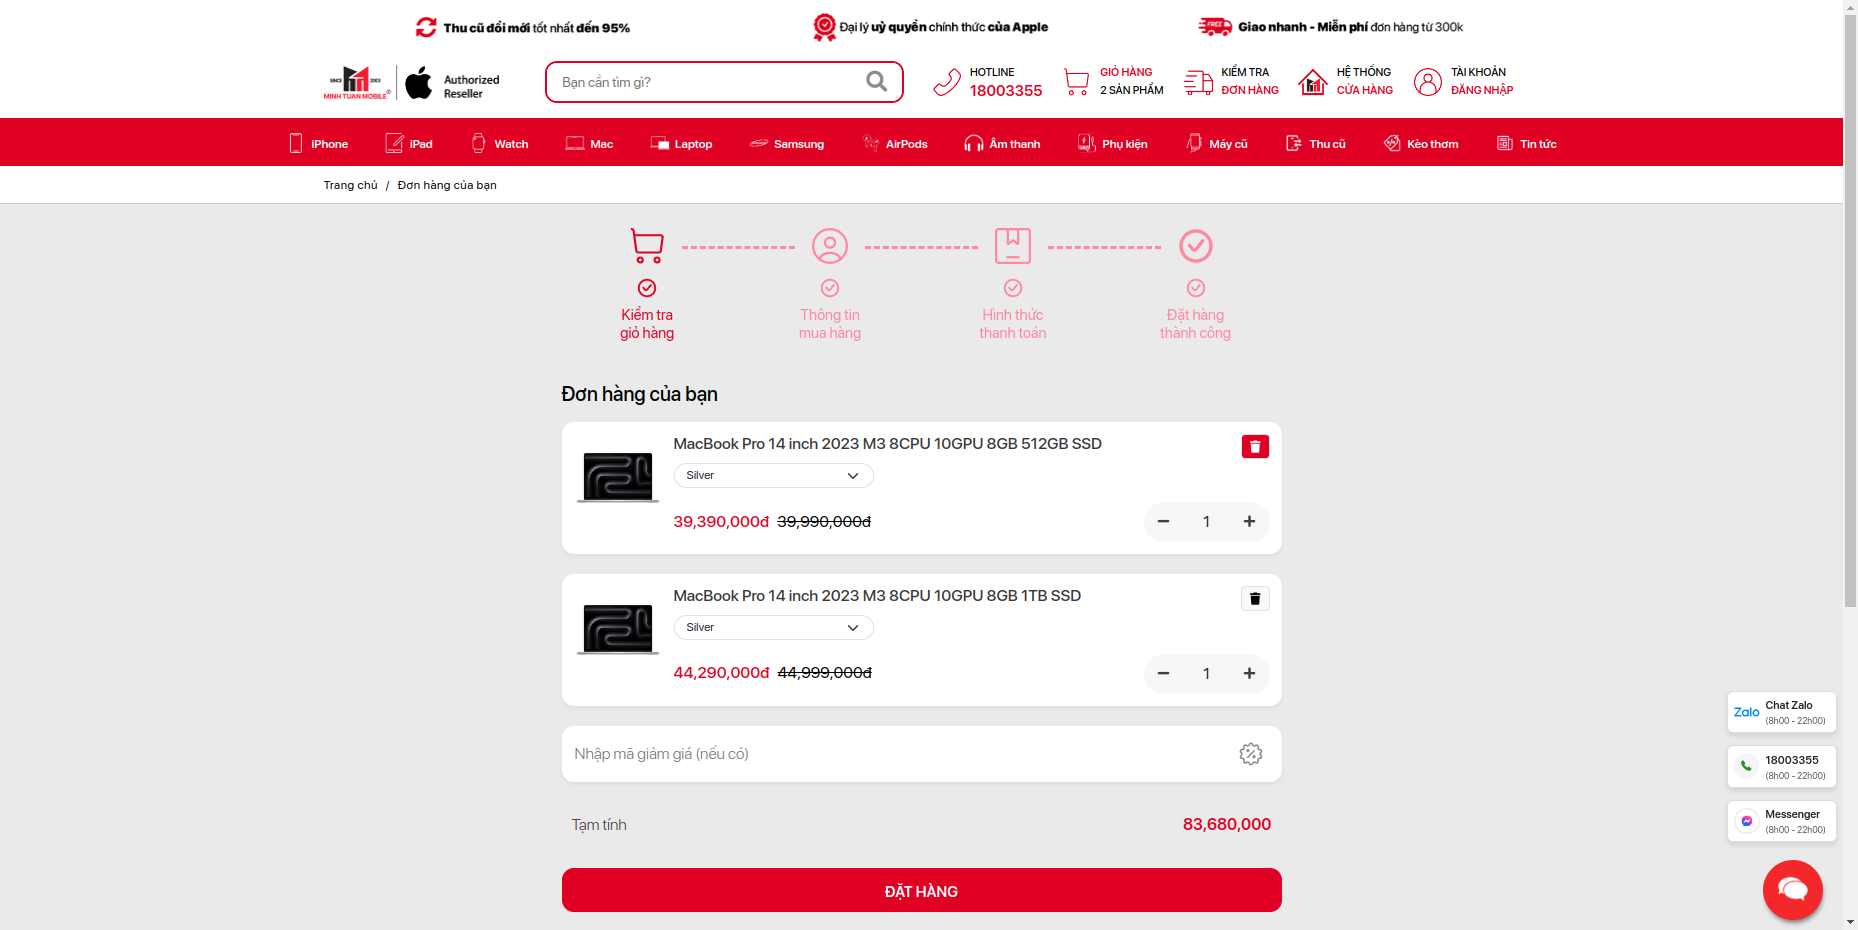 Thu cũ đổi mới tốt nhất đến 95%
Đại lý uỷ quyền chính thức của Apple
FREE
Giao nhanh - Miễn phí đơn hàng từ 300k
SINCE 2003
MINH TUAN MOBILE®
Authorized
Reseller
Bạn cần tìm gì?
HOTLINE
18003355
GIỎ HÀNG
2 SẢN PHẨM
KIỂM TRA
ĐƠN HÀNG
HỆ THỐNG
CỬA HÀNG
TÀI KHOẢN
ĐĂNG NHẬP
iPhone
iPad
Watch
Mac
Laptop
Samsung
AirPods
Âm thanh
Phụ kiện
Máy cũ
Thu cũ
Kèo thơm
Tin tức
Trang chủ / Đơn hàng của bạn
Kiểm tra
giỏ hàng
Thông tin
mua hàng
Hình thức
thanh toán
Đặt hàng
thành công
Đơn hàng của bạn
MacBook Pro 14 inch 2023 M3 8CPU 10GPU 8GB 512GB SSD
Silver
39,390,000đ 39,990,000đ
1
MacBook Pro 14 inch 2023 M3 8CPU 10GPU 8GB 1TB SSD
Silver
44,290,000đ 44,999,000đ
1
Nhập mã giảm giá (nếu có)
Tạm tính
83,680,000
ĐẶT HÀNG
Zalo
Chat Zalo
(8h00 - 22h00)
18003355
(8h00 - 22h00)
Messenger
(8h00 - 22h00)